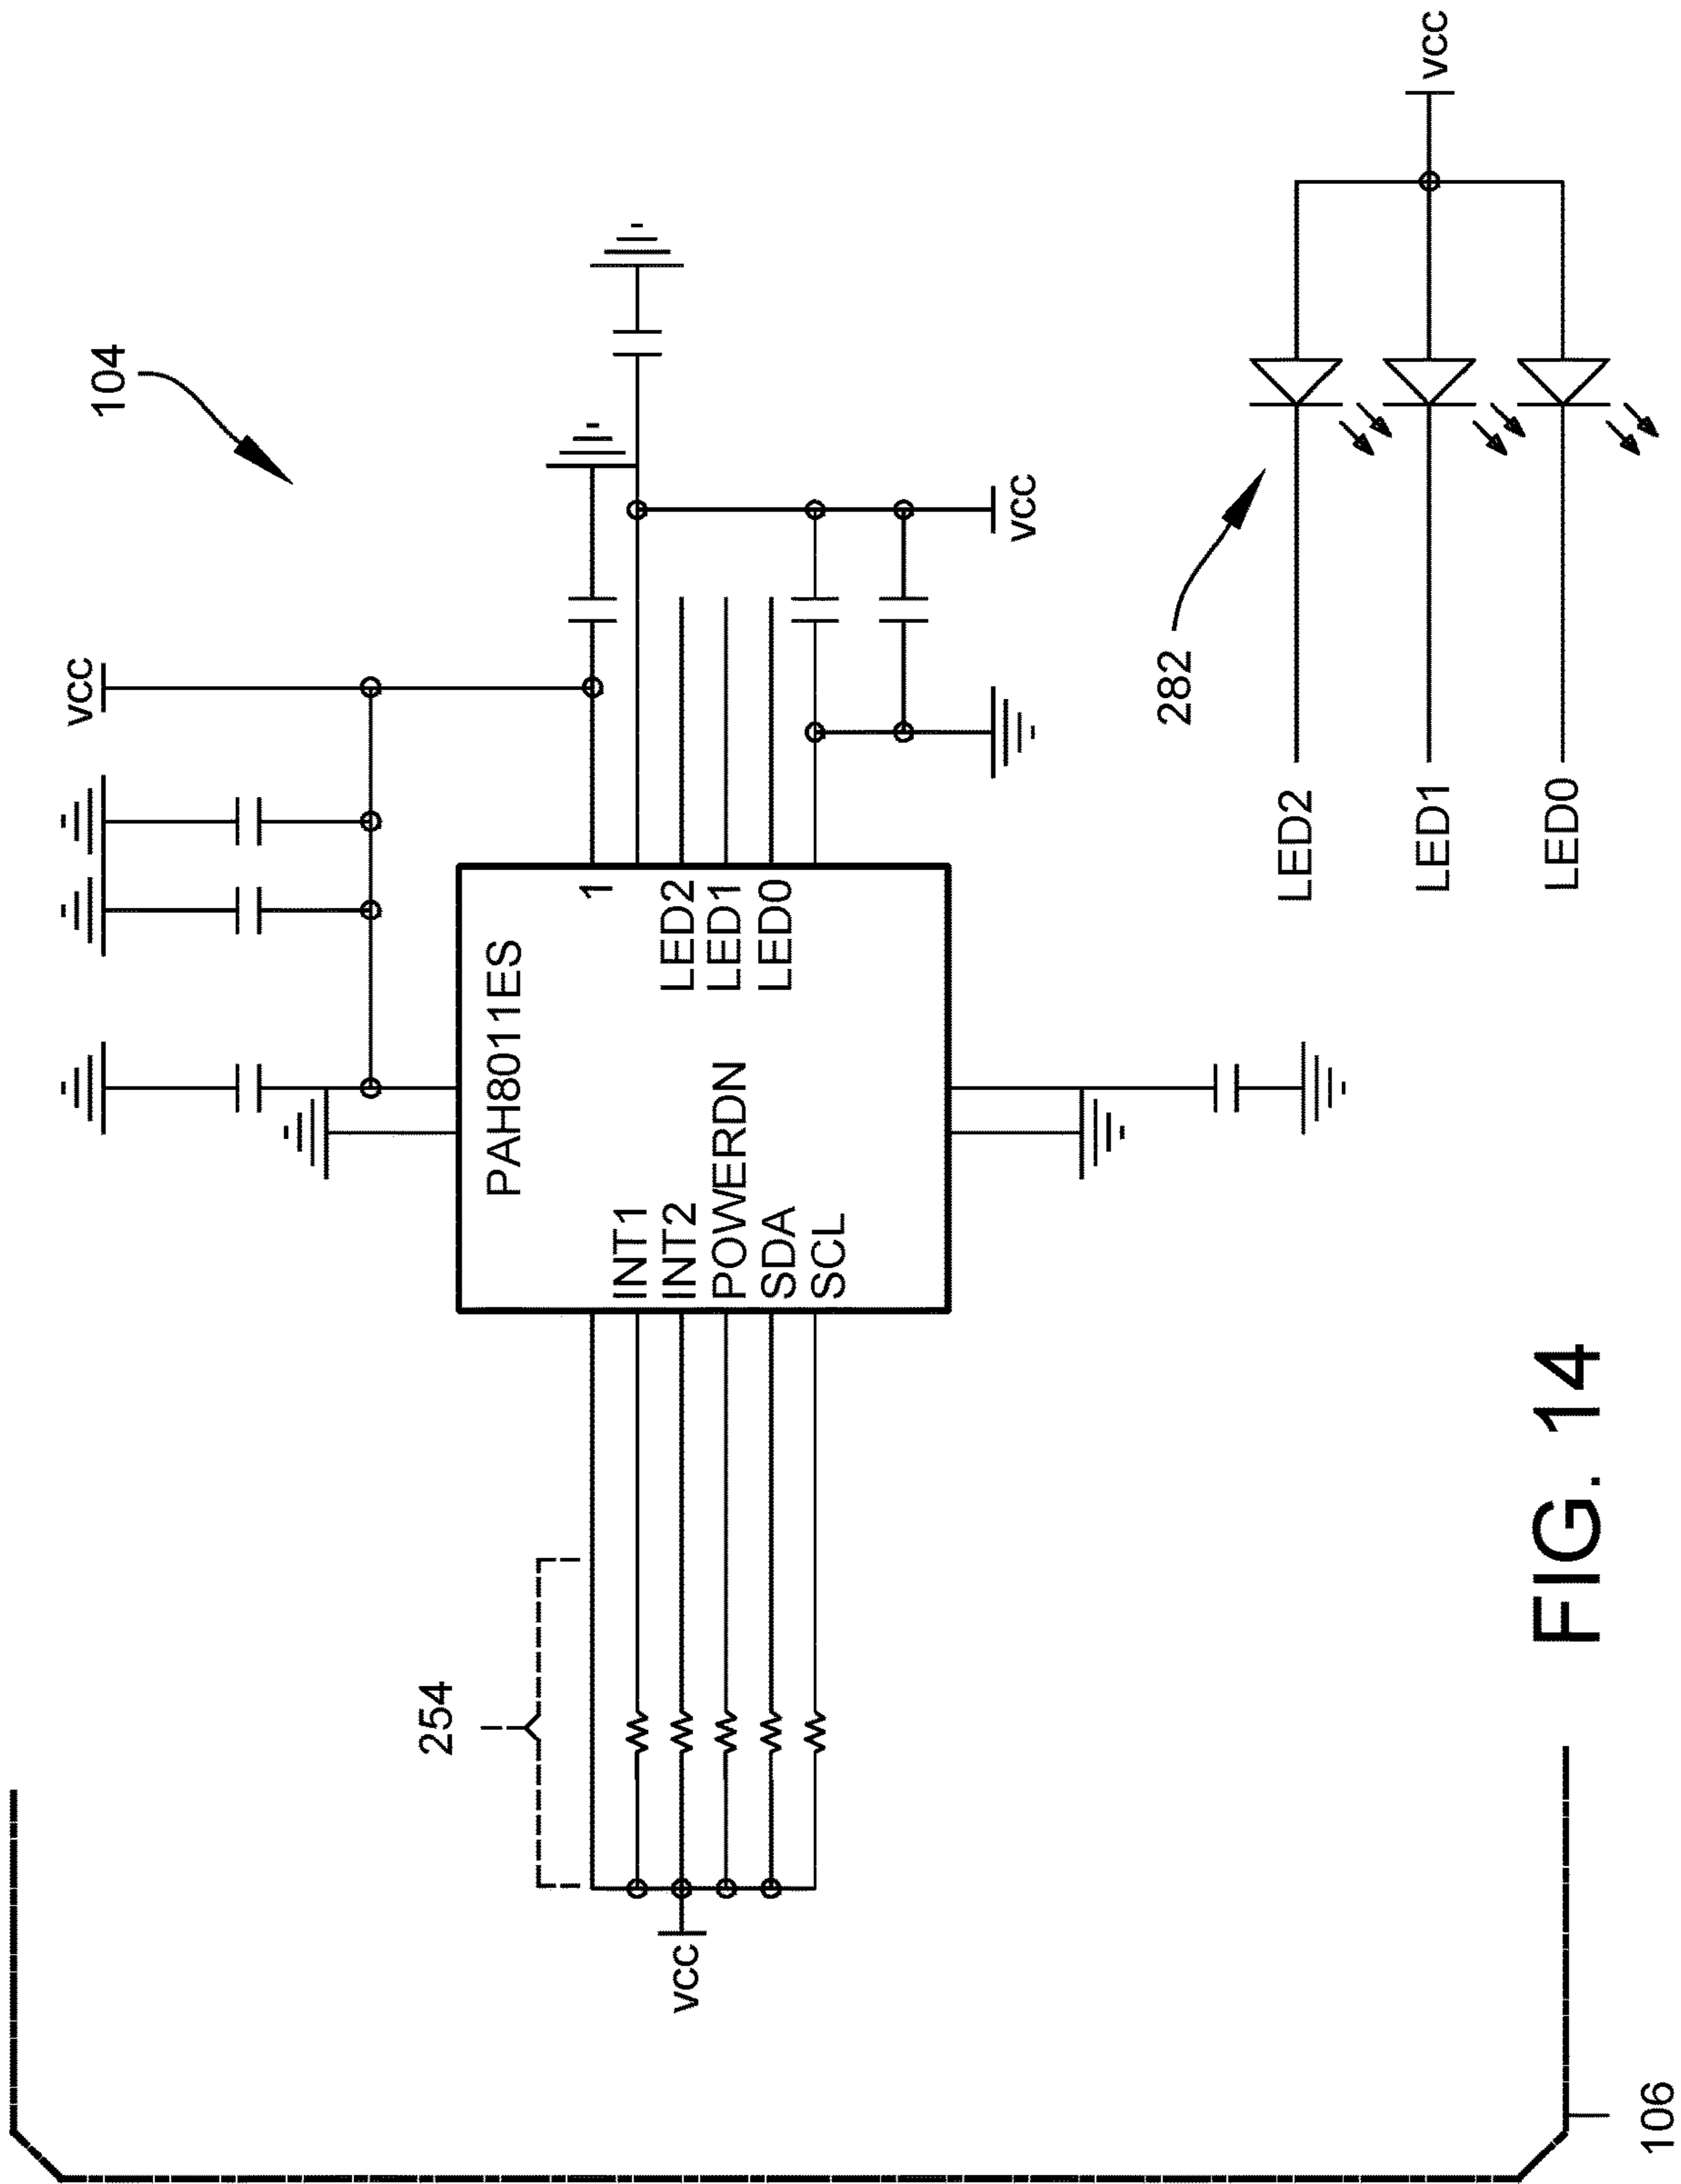 104
vcc
PAH8011ES
1
INT1
INT2
LED2
POWERDN
LED1
SDA
LED0
SCL
254
vcc
vcc
282
LED2
LED1
LED0
vcc
106
FIG. 14